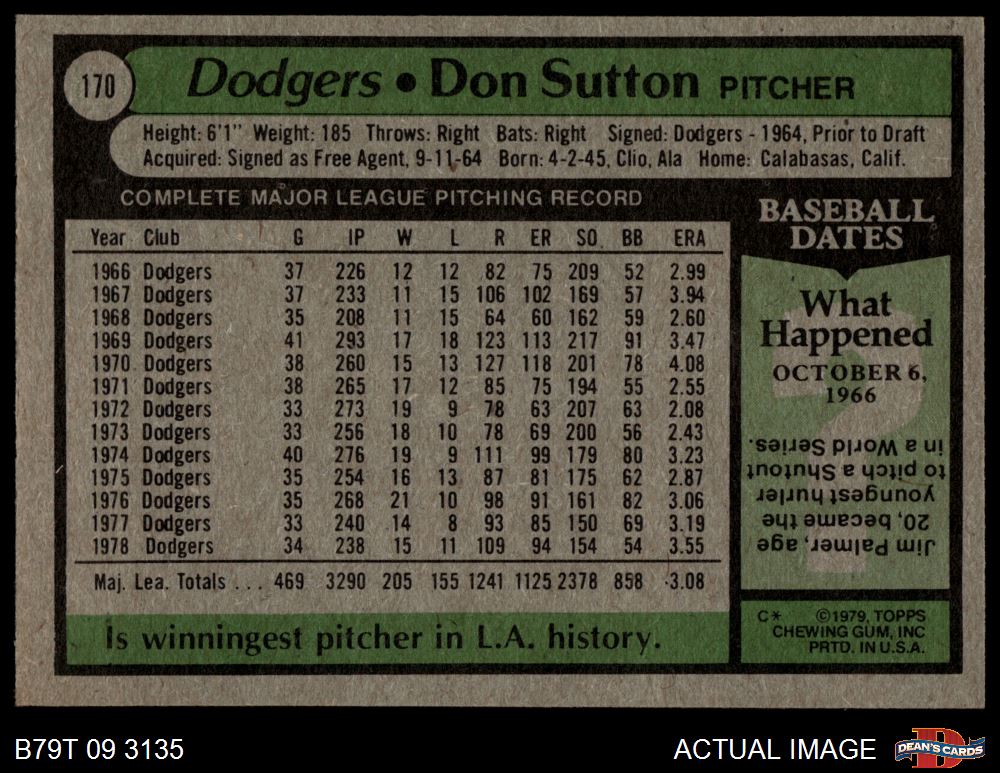 170
Dodgers • Don Sutton PITCHER
Height: 6'1" Weight: 185 Throws: Right Bats: Right Signed: Dodgers - 1964, Prior to Draft
Acquired: Signed as Free Agent, 9-11-64 Born: 4-2-45, Clio, Ala Home: Calabasas, Calif.
COMPLETE MAJOR LEAGUE PITCHING RECORD
Year Club G IP W L R ER SO BB ERA
1966 Dodgers 37 226 12 12 82 75 209 52 2.99
1967 Dodgers 37 233 11 15 106 102 169 57 3.94
1968 Dodgers 35 208 11 15 64 60 162 59 2.60
1969 Dodgers 41 293 17 18 123 113 217 91 3.47
1970 Dodgers 38 260 15 13 127 118 201 78 4.08
1971 Dodgers 38 265 17 12 85 75 194 55 2.55
1972 Dodgers 33 273 19 9 78 63 207 63 2.08
1973 Dodgers 33 256 18 10 78 69 200 56 2.43
1974 Dodgers 40 276 19 9 111 99 179 80 3.23
1975 Dodgers 35 254 16 13 87 81 175 62 2.87
1976 Dodgers 35 268 21 10 98 91 161 82 3.06
1977 Dodgers 33 240 14 8 93 85 150 69 3.19
1978 Dodgers 34 238 15 11 109 94 154 54 3.55
Maj. Lea. Totals ... 469 3290 205 155 1241 1125 2378 858 3.08
Is winningest pitcher in L.A. history.
BASEBALL
DATES
What
Happened
OCTOBER 6,
1966
Jim Palmer, age
20, became the
youngest hurler
to pitch a Shutout
in a World Series.
C* ©1979, TOPPS
CHEWING GUM, INC
PRTD. IN U.S.A.
B79T 09 3135
ACTUAL IMAGE
DEAN'S CARDS